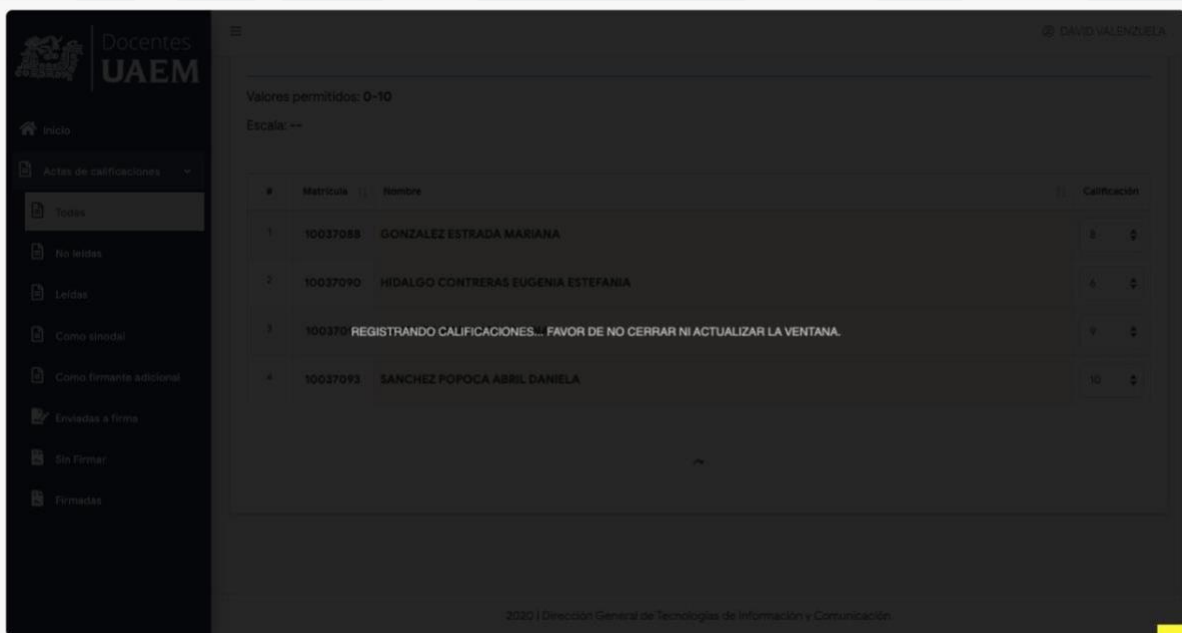 Docentes
UAEM
DAVID VALENZUELA
Inicio
Actas de calificaciones
Todas
No leídas
Leídas
Como sinodal
Como firmante adicional
Enviadas a firma
Sin Firmar
Firmadas
Valores permitidos: 0-10
Escala: --
# Matrícula Nombre Calificación
1 10037088 GONZALEZ ESTRADA MARIANA 8
2 10037090 HIDALGO CONTRERAS EUGENIA ESTEFANIA 6
3 9
REGISTRANDO CALIFICACIONES... FAVOR DE NO CERRAR NI ACTUALIZAR LA VENTANA.
4 10037093 SANCHEZ POPOCA ABRIL DANIELA 10
2020 | Dirección General de Tecnologías de Información y Comunicación